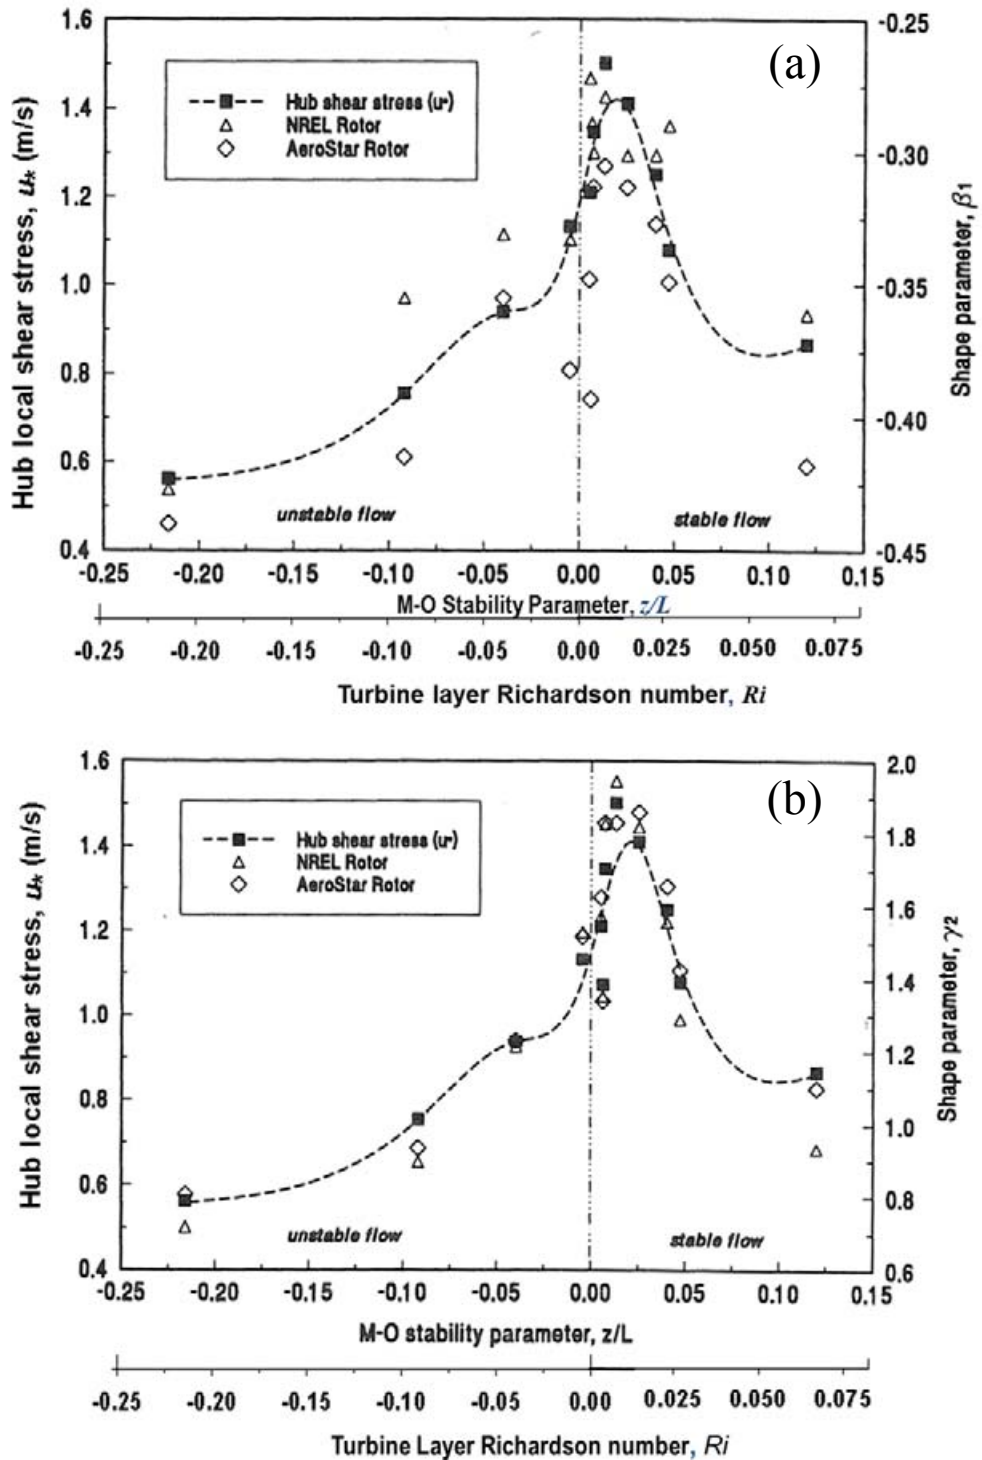 (a)
Hub shear stress (u*)
NREL Rotor
AeroStar Rotor
Hub local shear stress, u* (m/s)
Shape parameter, β1
1.6
1.4
1.2
1.0
0.8
0.6
0.4
-0.25
-0.30
-0.35
-0.40
-0.45
unstable flow
stable flow
-0.25 -0.20 -0.15 -0.10 -0.05 0.00 0.05 0.10 0.15
M-O Stability Parameter, z/L
-0.25 -0.20 -0.15 -0.10 -0.05 0.00 0.025 0.050 0.075
Turbine layer Richardson number, Ri
(b)
Hub shear stress (u*)
NREL Rotor
AeroStar Rotor
Hub local shear stress, u* (m/s)
Shape parameter, γ2
1.6
1.4
1.2
1.0
0.8
0.6
0.4
2.0
1.8
1.6
1.4
1.2
1.0
0.8
0.6
unstable flow
stable flow
-0.25 -0.20 -0.15 -0.10 -0.05 0.00 0.05 0.10 0.15
M-O stability parameter, z/L
-0.25 -0.20 -0.15 -0.10 -0.05 0.00 0.025 0.050 0.075
Turbine Layer Richardson number, Ri